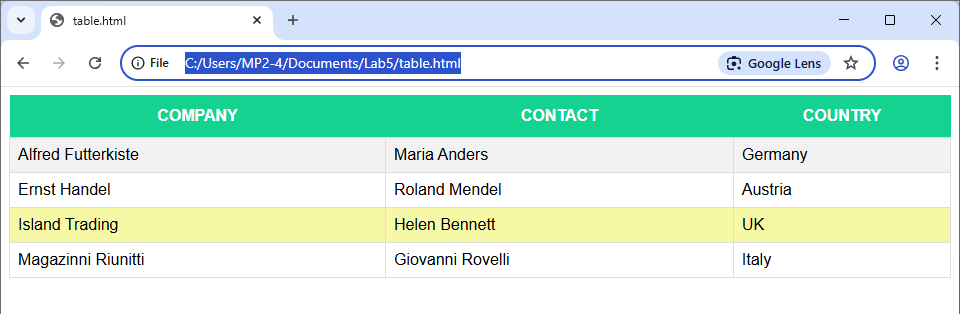 table.html
File C:/Users/MP2-4/Documents/Lab5/table.html Google Lens
COMPANY CONTACT COUNTRY
Alfred Futterkiste Maria Anders Germany
Ernst Handel Roland Mendel Austria
Island Trading Helen Bennett UK
Magazinni Riunitti Giovanni Rovelli Italy